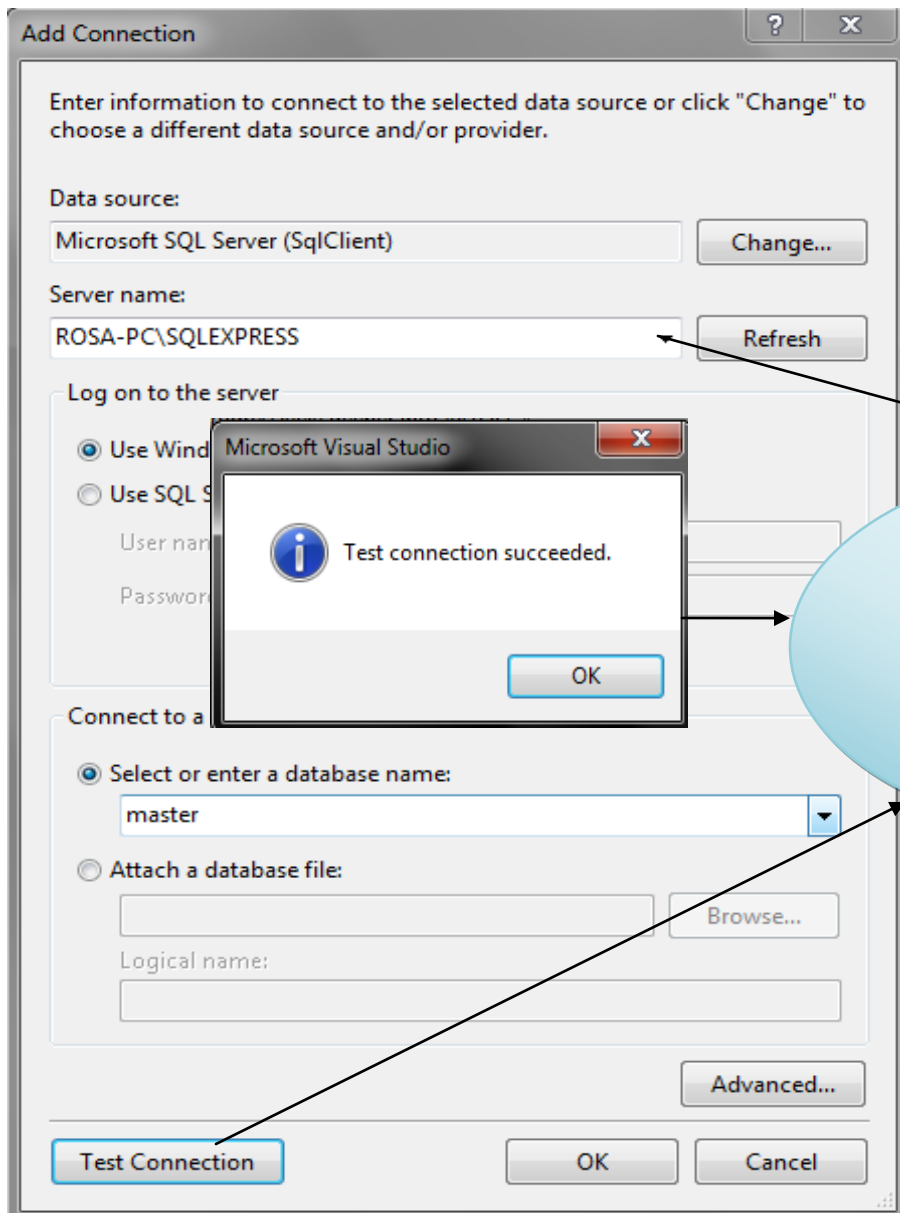 Add Connection
Enter information to connect to the selected data source or click "Change" to
choose a different data source and/or provider.
Data source:
Microsoft SQL Server (SqlClient)
Change...
Server name:
ROSA-PC\SQLEXPRESS
Refresh
Log on to the server
Use Wind
Use SQL S
User nan
Password
Microsoft Visual Studio
Test connection succeeded.
OK
Connect to a
Select or enter a database name:
master
Attach a database file:
Browse...
Logical name:
Advanced...
Test Connection
OK
Cancel